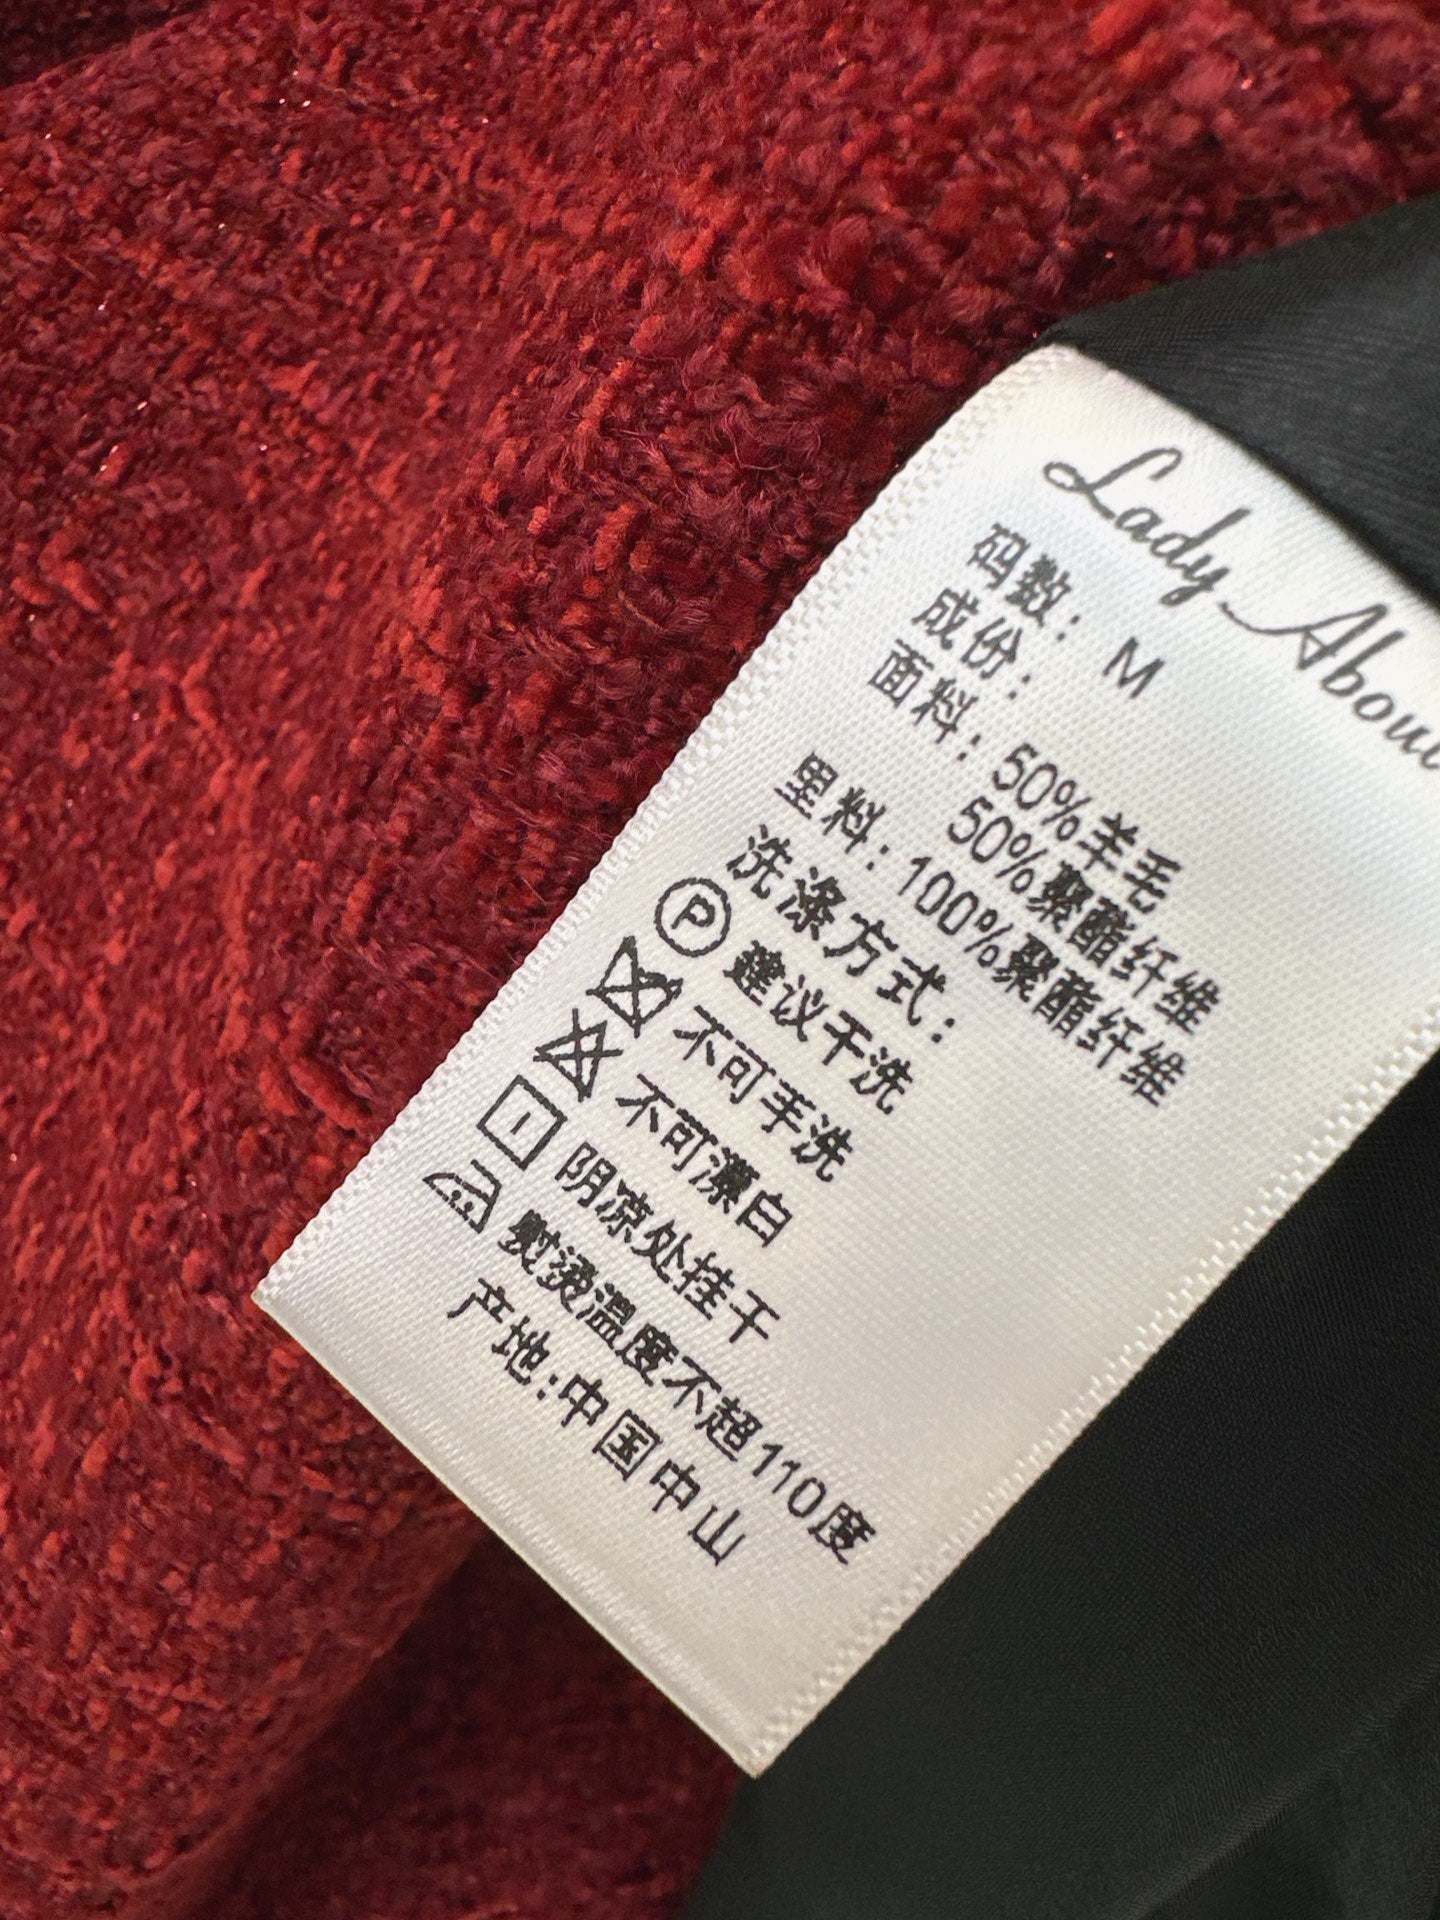 Lady About
码数: M
成份:
面料: 50%羊毛
50%聚酯纤维
里料: 100%聚酯纤维
洗涤方式:
P 建议干洗
不可手洗
不可漂白
阴凉处挂干
熨烫温度不超110度
产地:中国中山